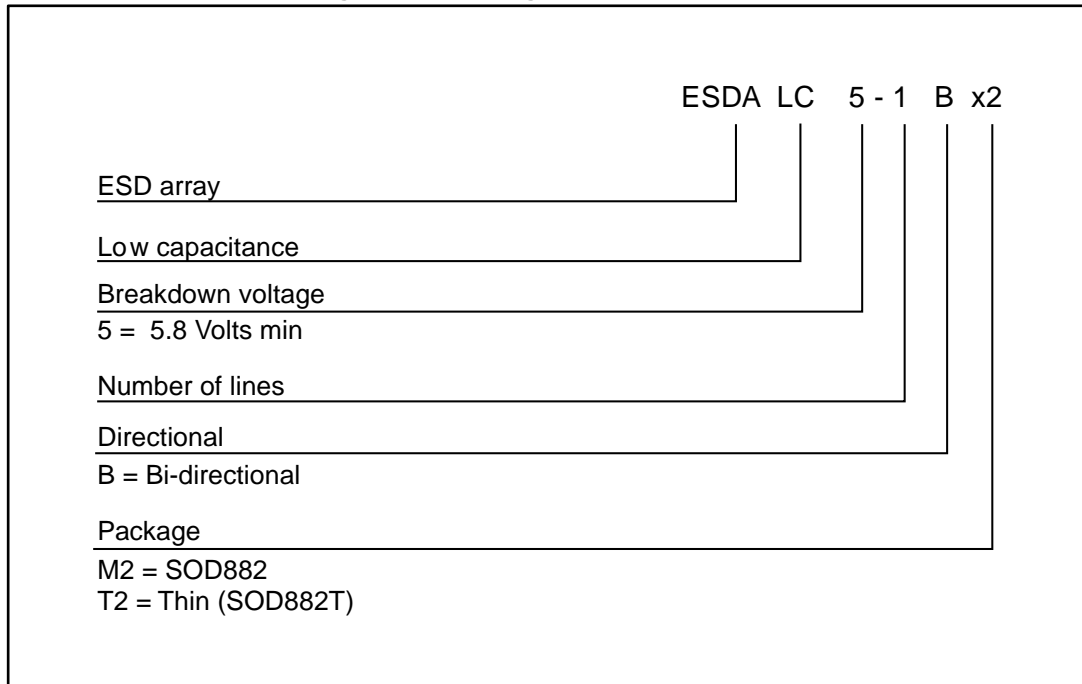 ESDA LC 5 - 1 B x2
ESD array
Low capacitance
Breakdown voltage
5 = 5.8 Volts min
Number of lines
Directional
B = Bi-directional
Package
M2 = SOD882
T2 = Thin (SOD882T)